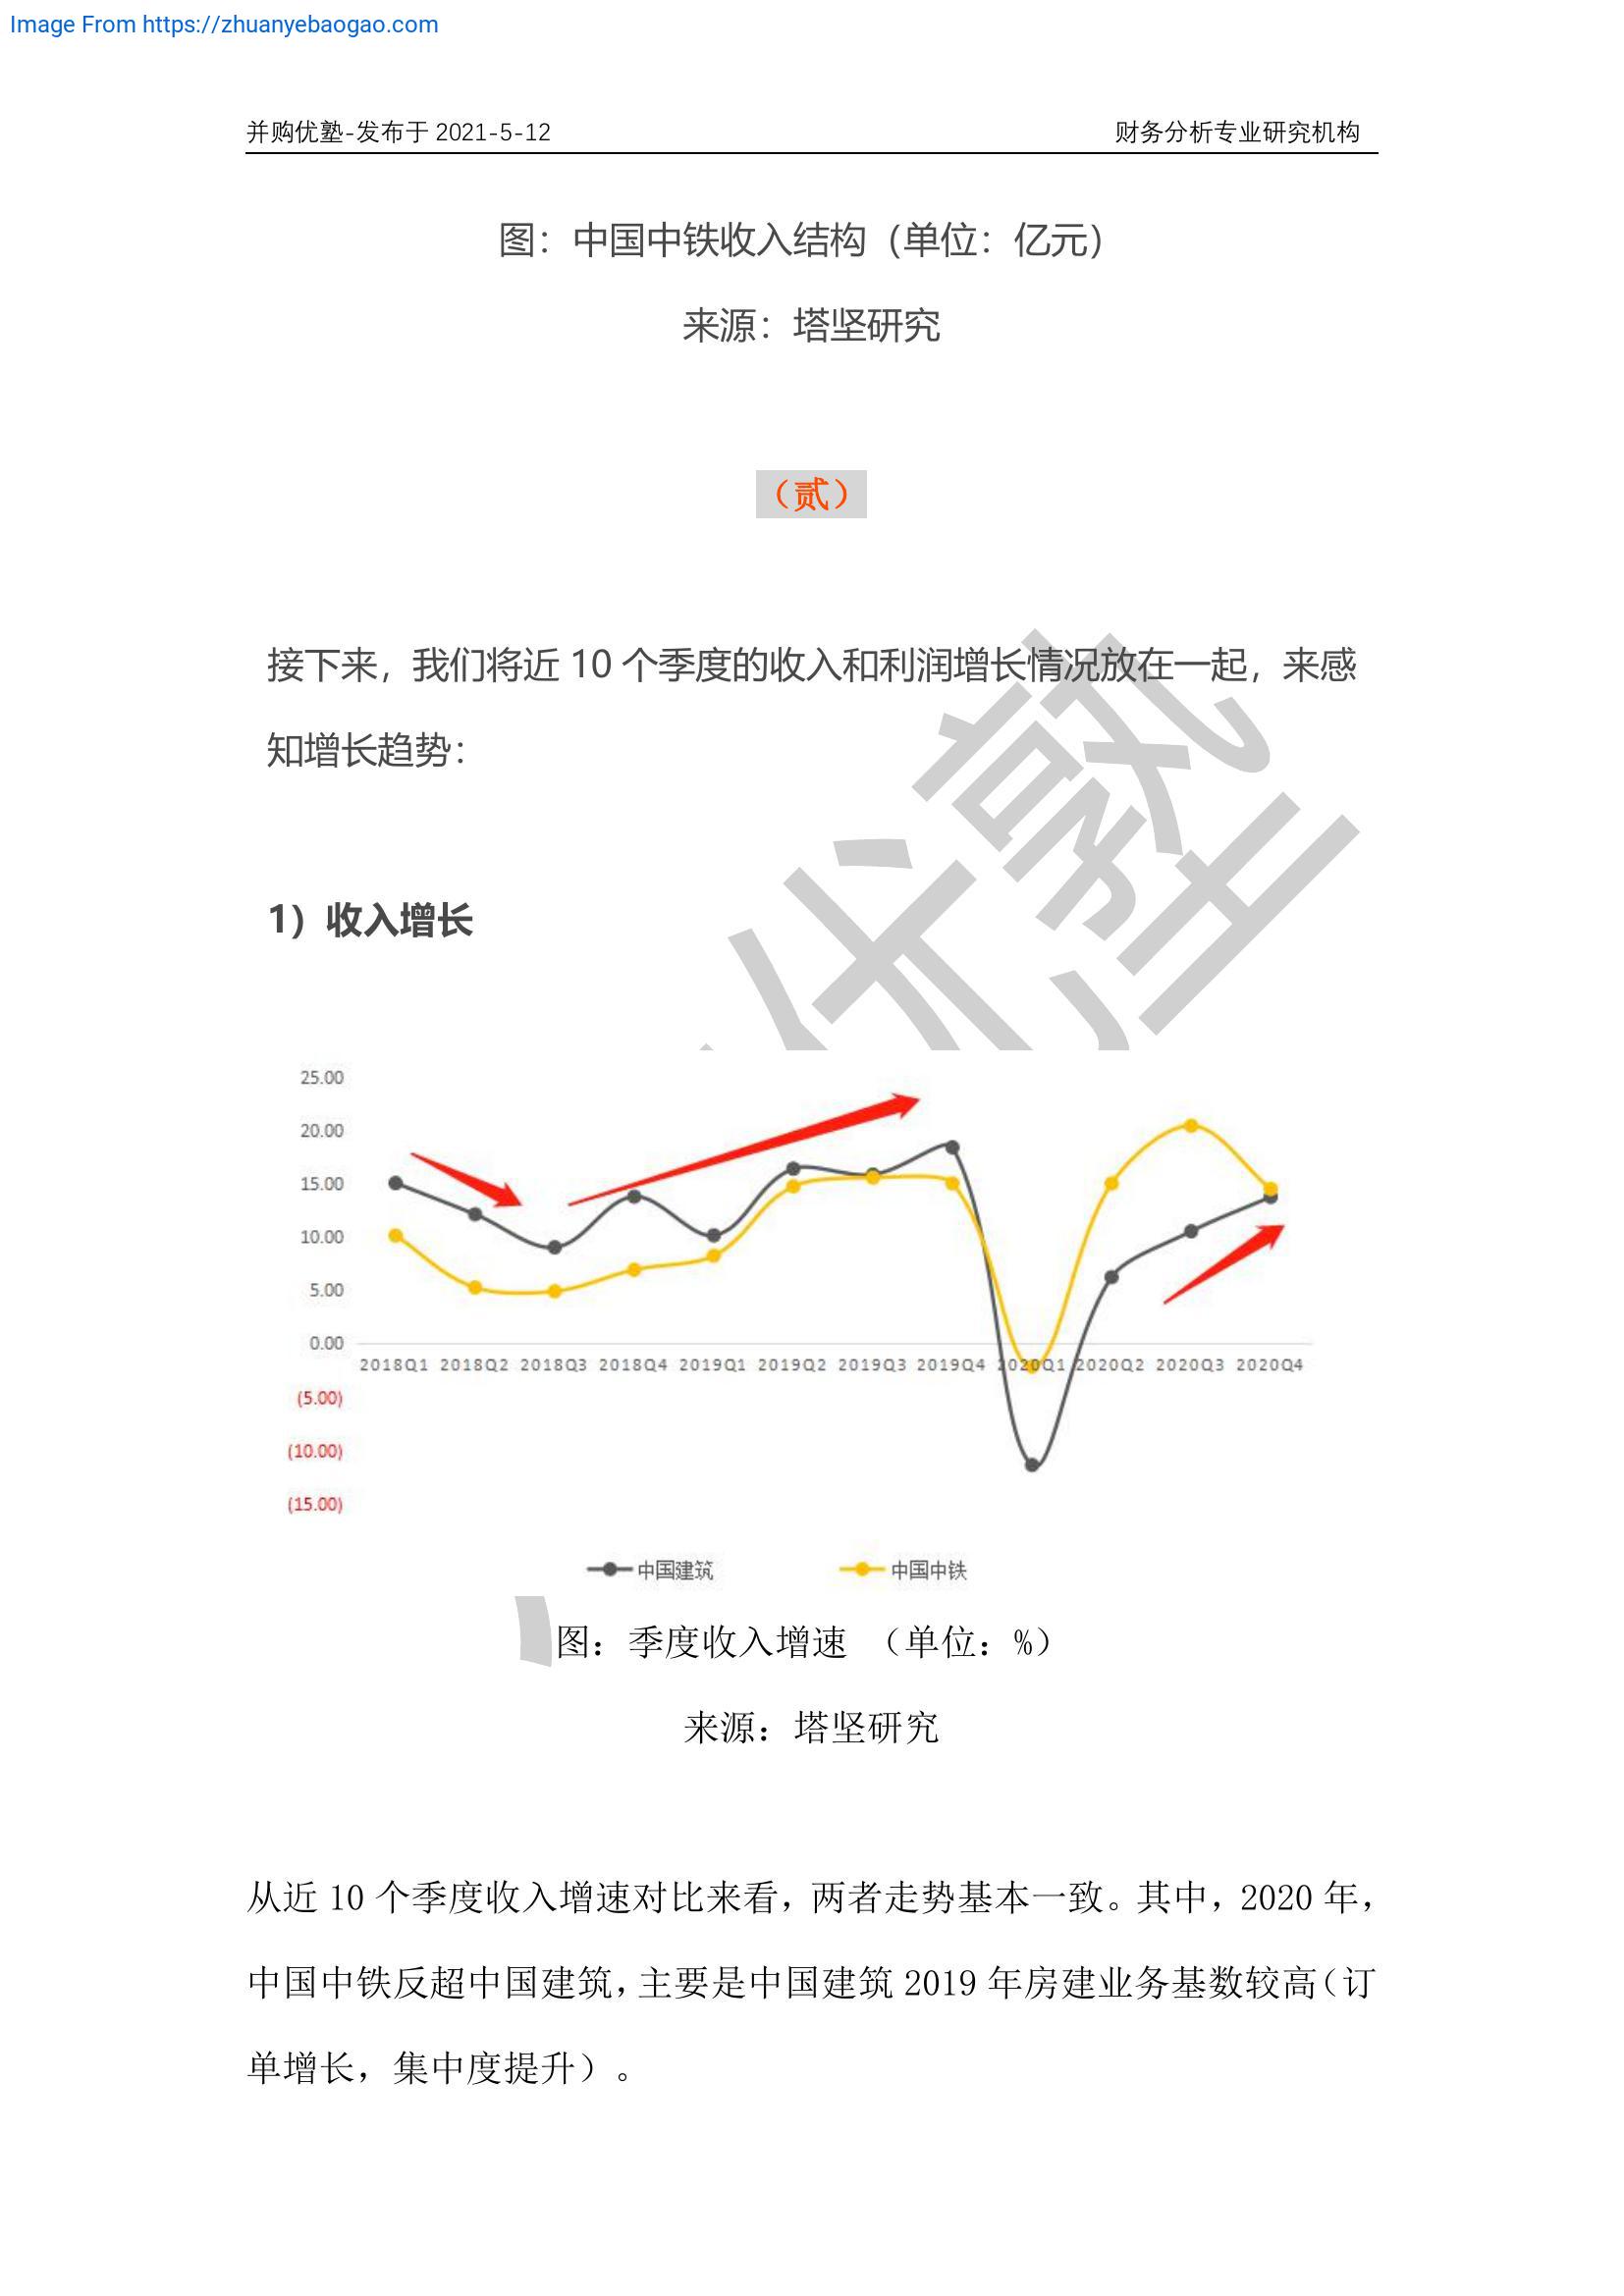 Image From https://zhuanyebaogao.com
并购优塾-发布于 2021-5-12 财务分析专业研究机构
图：中国中铁收入结构（单位：亿元）
来源：塔坚研究
（贰）
接下来，我们将近 10 个季度的收入和利润增长情况放在一起，来感
知增长趋势：
1）收入增长
25.00
20.00
15.00
10.00
5.00
0.00
2018Q1 2018Q2 2018Q3 2018Q4 2019Q1 2019Q2 2019Q3 2019Q4 2020Q1 2020Q2 2020Q3 2020Q4
(5.00)
(10.00)
(15.00)
中国建筑 中国中铁
图：季度收入增速 （单位：%）
来源：塔坚研究
从近 10 个季度收入增速对比来看，两者走势基本一致。其中，2020 年，
中国中铁反超中国建筑，主要是中国建筑 2019 年房建业务基数较高（订
单增长，集中度提升）。
优塾